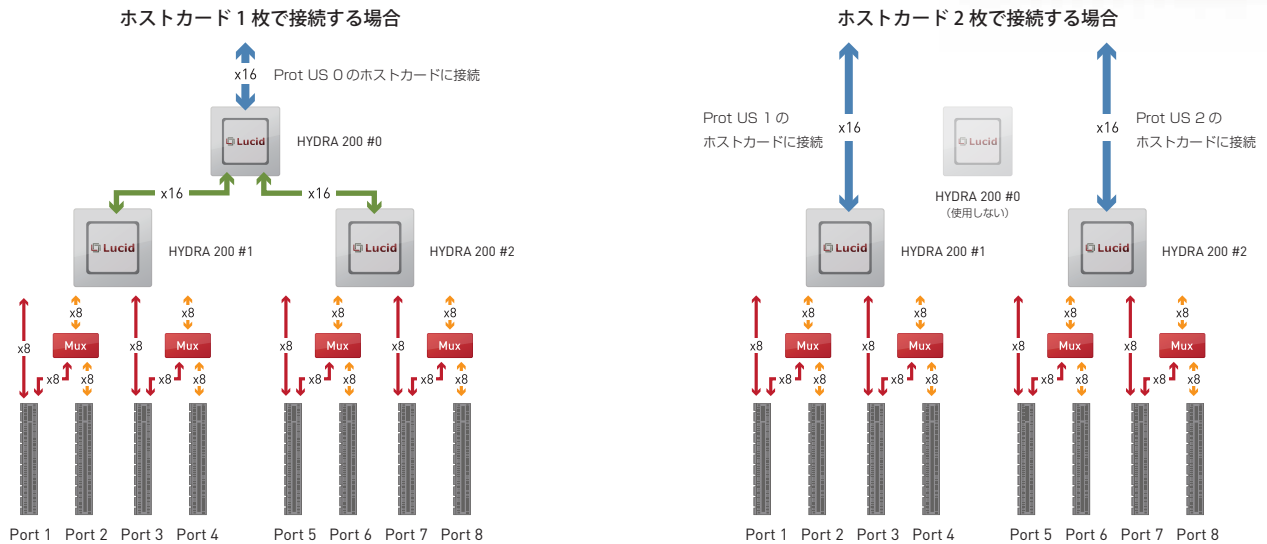 ホストカード 1 枚で接続する場合
x16 Prot US 0 のホストカードに接続
Lucid HYDRA 200 #0
x16 x16
Lucid HYDRA 200 #1 Lucid HYDRA 200 #2
x8 x8 x8 x8
x8 Mux x8 Mux x8 Mux x8 Mux
x8 x8 x8 x8 x8 x8 x8 x8
Port 1 Port 2 Port 3 Port 4 Port 5 Port 6 Port 7 Port 8
ホストカード 2 枚で接続する場合
Prot US 1 の
ホストカードに接続
x16
Lucid
HYDRA 200 #0
（使用しない）
x16
Prot US 2 の
ホストカードに接続
Lucid HYDRA 200 #1 Lucid HYDRA 200 #2
x8 x8 x8 x8
x8 Mux x8 Mux x8 Mux x8 Mux
x8 x8 x8 x8 x8 x8 x8 x8
Port 1 Port 2 Port 3 Port 4 Port 5 Port 6 Port 7 Port 8